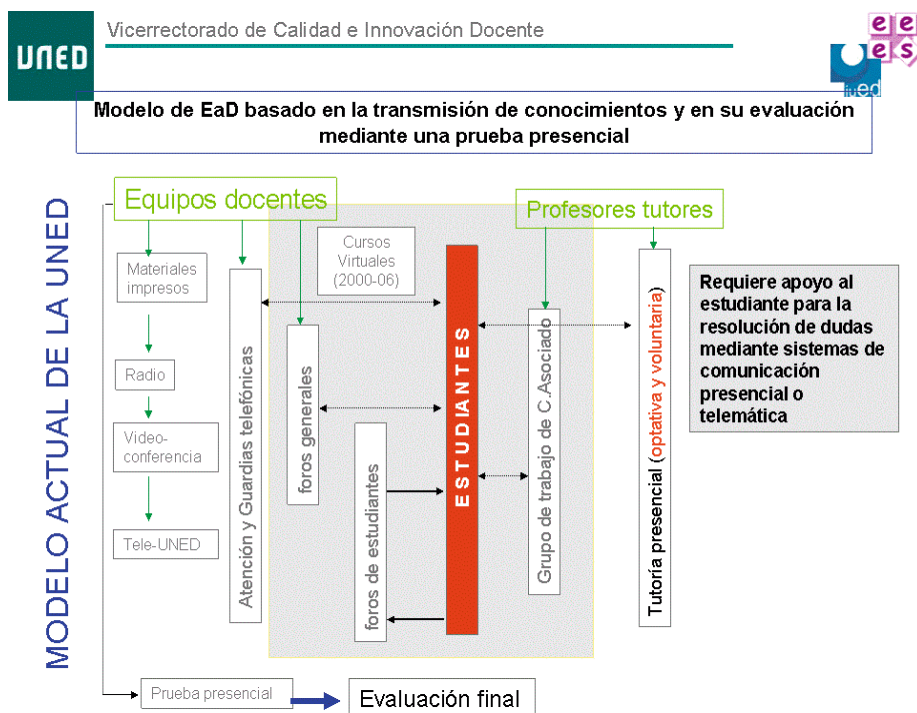 UNED
Vicerrectorado de Calidad e Innovación Docente
e e
e s
iued
Modelo de EaD basado en la transmisión de conocimientos y en su evaluación
mediante una prueba presencial
MODELO ACTUAL DE LA UNED
Equipos docentes
Profesores tutores
Materiales
impresos
Radio
Video-
conferencia
Tele-UNED
Atención y Guardias telefónicas
foros generales
Cursos
Virtuales
(2000-06)
foros de estudiantes
ESTUDIANTES
Grupo de trabajo de C.Asociado
Tutoría presencial (optativa y voluntaria)
Requiere apoyo al
estudiante para la
resolución de dudas
mediante sistemas de
comunicación
presencial o
telemática
Prueba presencial
Evaluación final